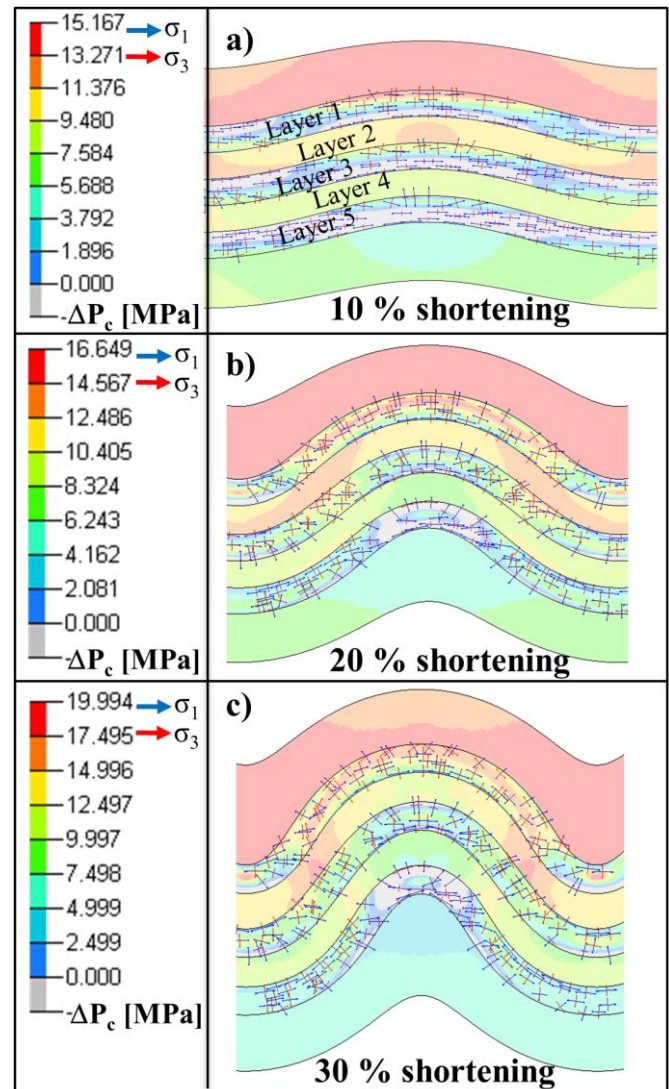 15.167 → σ1
13.271 → σ3
11.376
9.480
7.584
5.688
3.792
1.896
0.000
-ΔPc [MPa]
a)
Layer 1
Layer 2
Layer 3
Layer 4
Layer 5
10 % shortening
16.649 → σ1
14.567 → σ3
12.486
10.405
8.324
6.243
4.162
2.081
0.000
-ΔPc [MPa]
b)
20 % shortening
19.994 → σ1
17.495 → σ3
14.996
12.497
9.997
7.498
4.999
2.499
0.000
-ΔPc [MPa]
c)
30 % shortening